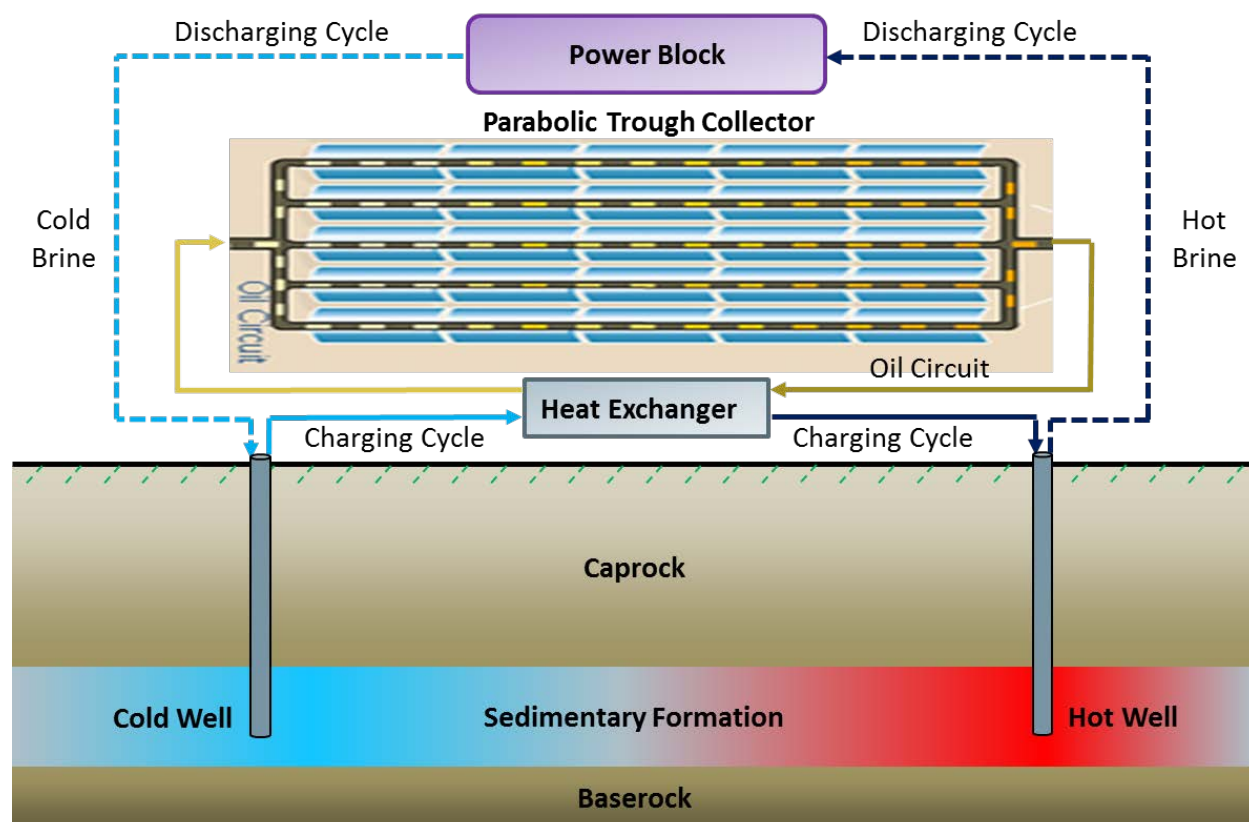 Discharging Cycle
Power Block
Discharging Cycle
Parabolic Trough Collector
Cold
Brine
Hot
Brine
Oil Circuit
Oil Circuit
Heat Exchanger
Charging Cycle
Charging Cycle
Caprock
Cold Well
Sedimentary Formation
Hot Well
Baserock